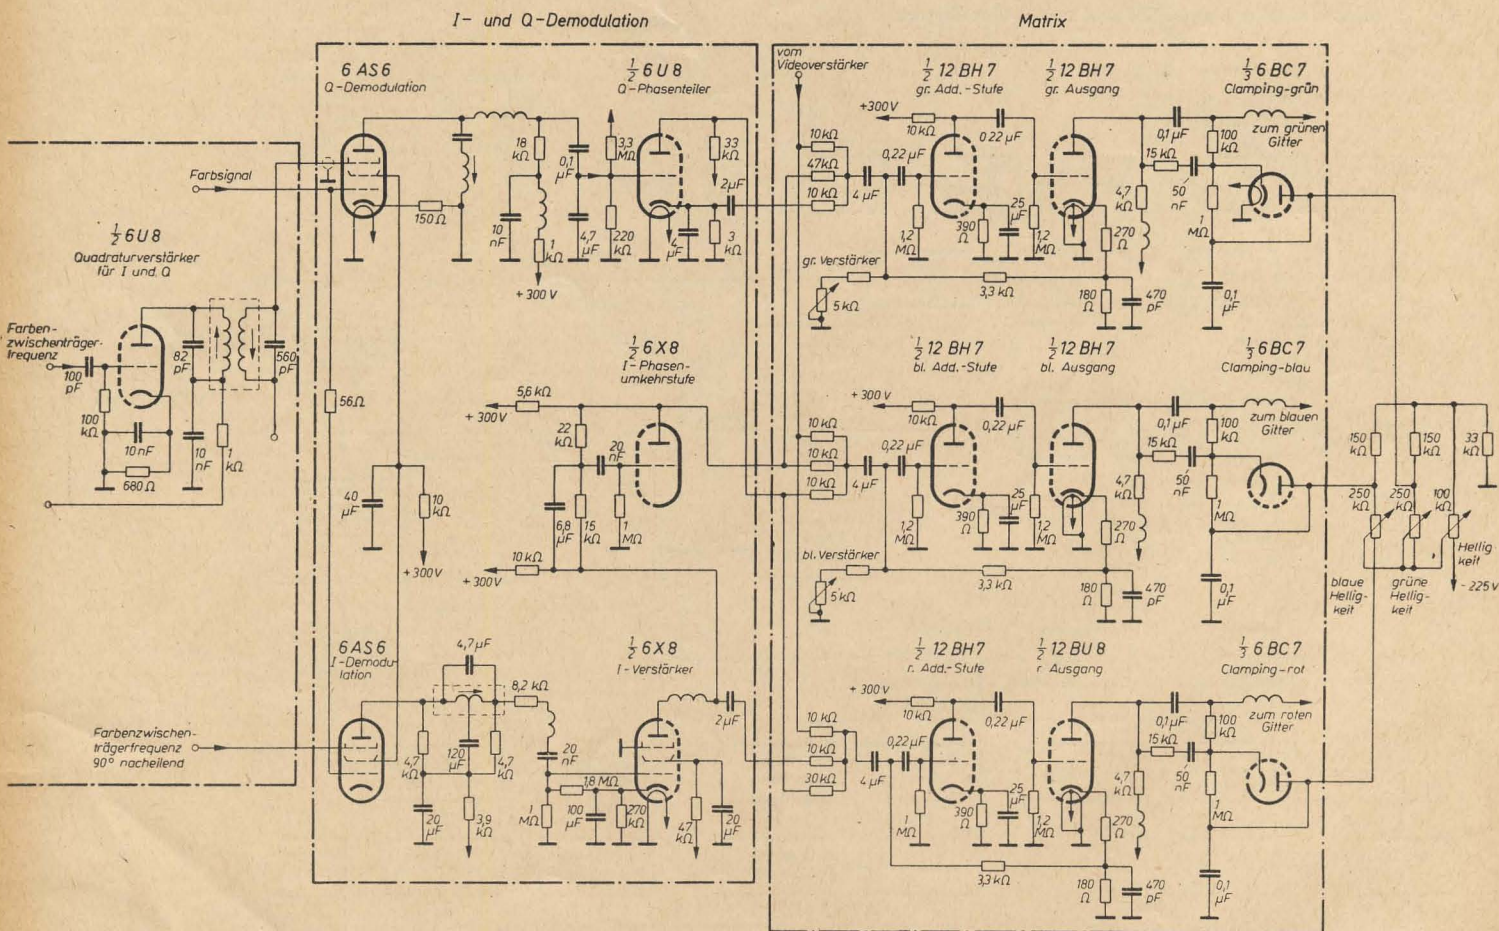 I- und Q-Demodulation
Matrix
6 AS 6
Q-Demodulation
½ 6 U 8
Q-Phasenteiler
Farbsignal
150 Ω
18 kΩ
0,1 µF
3,3 MΩ
33 kΩ
2 µF
10 nF
1 kΩ
4,7 µF
220 kΩ
4 µF
3 kΩ
+ 300 V
½ 6U8
Quadraturverstärker
für I und Q
Farben-
zwischenträger-
frequenz
100 pF
82 pF
560 pF
100 kΩ
10 nF
680 Ω
10 nF
1 kΩ
56 Ω
½ 6 X 8
I-Phasen-
umkehrstufe
5,6 kΩ
+ 300V
22 kΩ
20 nF
40 µF
10 kΩ
+ 300V
6,8 µF
15 kΩ
1 MΩ
10 kΩ
+ 300V
6 AS 6
I-Demodu-
lation
4,7 µF
8,2 kΩ
½ 6 X 8
I-Verstärker
2 µF
Farbenzwischen-
trägerfrequenz
90° nacheilend
4,7 kΩ
120 µF
4,7 kΩ
20 nF
1,8 MΩ
20 µF
3,9 kΩ
1 MΩ
100 µF
270 kΩ
47 kΩ
20 µF
vom
Videoverstärker
½ 12 BH 7
gr. Add.-Stufe
½ 12 BH 7
gr. Ausgang
⅓ 6 BC 7
Clamping-grün
+300 V
10 kΩ
0,22 µF
0,1 µF
100 kΩ
zum grünen
Gitter
10 kΩ
47 kΩ
10 kΩ
4 µF
0,22 µF
15 kΩ
50 nF
4,7 kΩ
1 MΩ
1,2 MΩ
390 Ω
25 µF
1,2 MΩ
270 Ω
gr. Verstärker
5 kΩ
3,3 kΩ
180 Ω
470 pF
0,1 µF
½ 12 BH 7
bl. Add.-Stufe
½ 12 BH 7
bl. Ausgang
⅓ 6 BC 7
Clamping-blau
+ 300 V
10 kΩ
0,22 µF
0,1 µF
100 kΩ
zum blauen
Gitter
10 kΩ
10 kΩ
10 kΩ
4 µF
0,22 µF
15 kΩ
50 nF
4,7 kΩ
1 MΩ
1,2 MΩ
390 Ω
25 µF
1,2 MΩ
270 Ω
bl. Verstärker
5 kΩ
3,3 kΩ
180 Ω
470 pF
0,1 µF
150 kΩ
150 kΩ
33 kΩ
250 kΩ
250 kΩ
100 kΩ
blaue
Hellig-
keit
grüne
Hellig-
keit
Hellig-
keit
- 225 V
½ 12 BH 7
r. Add.-Stufe
½ 12 BU 8
r Ausgang
⅓ 6 BC 7
Clamping-rot
+ 300 V
10 kΩ
0,22 µF
0,1 µF
100 kΩ
zum roten
Gitter
10 kΩ
10 kΩ
30 kΩ
4 µF
0,22 µF
15 kΩ
50 nF
4,7 kΩ
1 MΩ
1 MΩ
390 Ω
25 µF
1,2 MΩ
270 Ω
3,3 kΩ
180 Ω
470 pF
0,1 µF